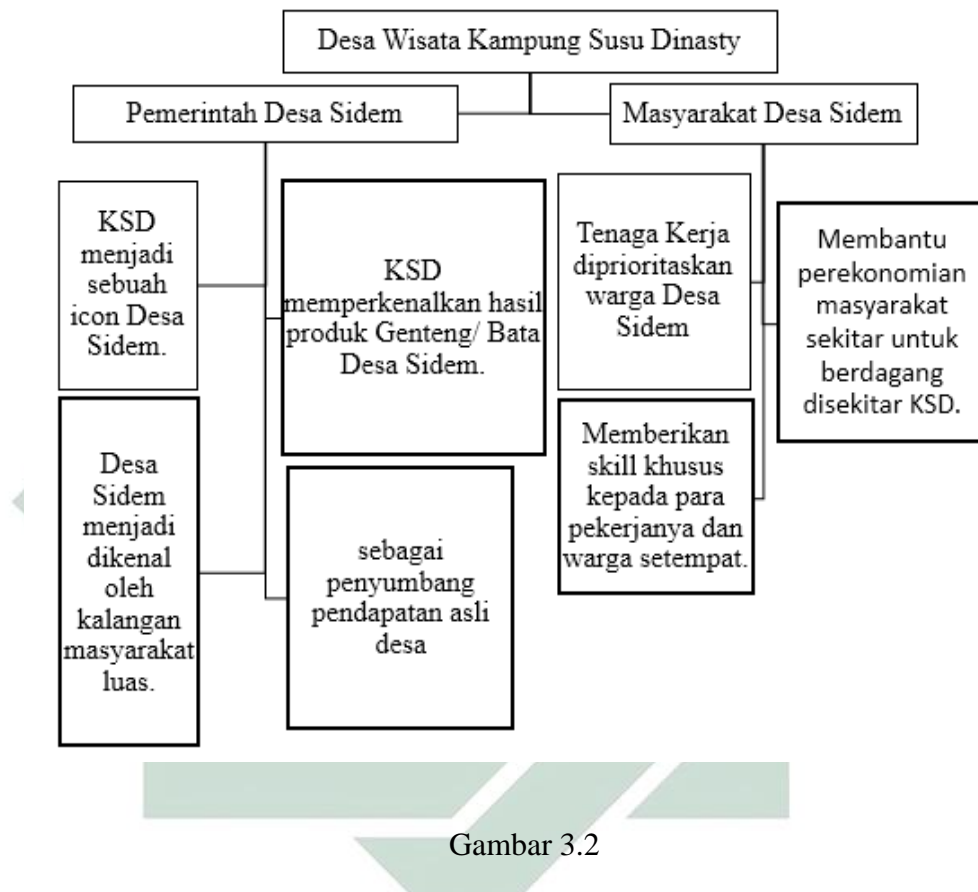 Desa Wisata Kampung Susu Dinasty
Pemerintah Desa Sidem
Masyarakat Desa Sidem
KSD
menjadi
sebuah
icon Desa
Sidem.
KSD
memperkenalkan hasil
produk Genteng/ Bata
Desa Sidem.
Desa
Sidem
menjadi
dikenal
oleh
kalangan
masyarakat
luas.
sebagai
penyumbang
pendapatan asli
desa
Tenaga Kerja
diprioritaskan
warga Desa
Sidem
Membantu
perekonomian
masyarakat
sekitar untuk
berdagang
disekitar KSD.
Memberikan
skill khusus
kepada para
pekerjanya dan
warga setempat.
Gambar 3.2